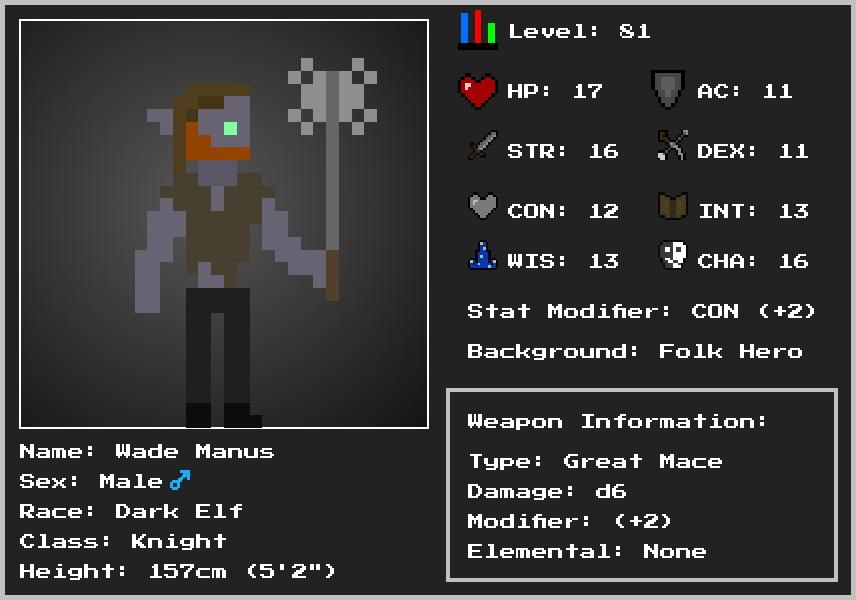 Level: 81
HP: 17 AC: 11
STR: 16 DEX: 11
CON: 12 INT: 13
WIS: 13 CHA: 16
Stat Modifier: CON (+2)
Background: Folk Hero
Weapon Information:
Type: Great Mace
Damage: d6
Modifier: (+2)
Elemental: None
Name: Wade Manus
Sex: Male ♂
Race: Dark Elf
Class: Knight
Height: 157cm (5'2")